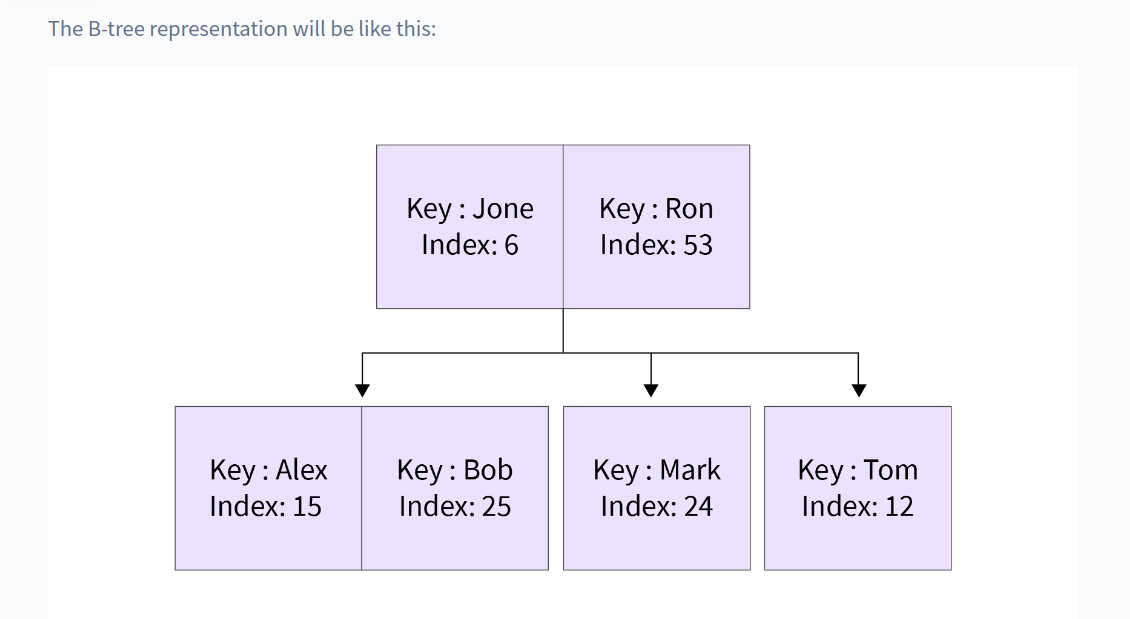 The B-tree representation will be like this:
Key : Jone
Index: 6
Key : Ron
Index: 53
Key : Alex
Index: 15
Key : Bob
Index: 25
Key : Mark
Index: 24
Key : Tom
Index: 12